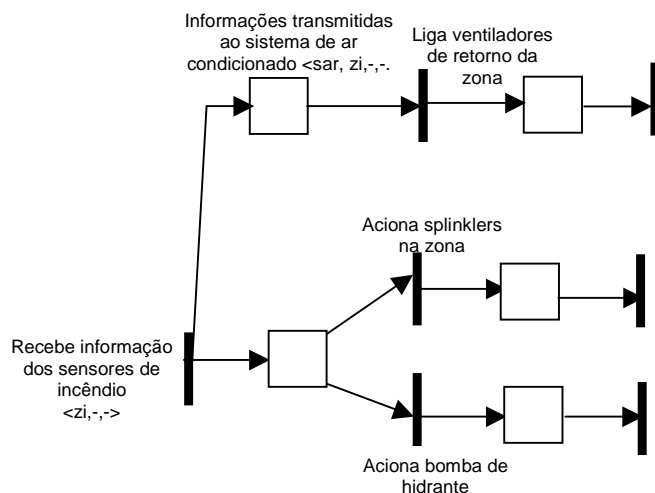 Informações transmitidas
ao sistema de ar
condicionado <sar, zi,-,-.
Liga ventiladores
de retorno da
zona
Aciona splinklers
na zona
Recebe informação
dos sensores de
incêndio
<zi,-,->
Aciona bomba de
hidrante